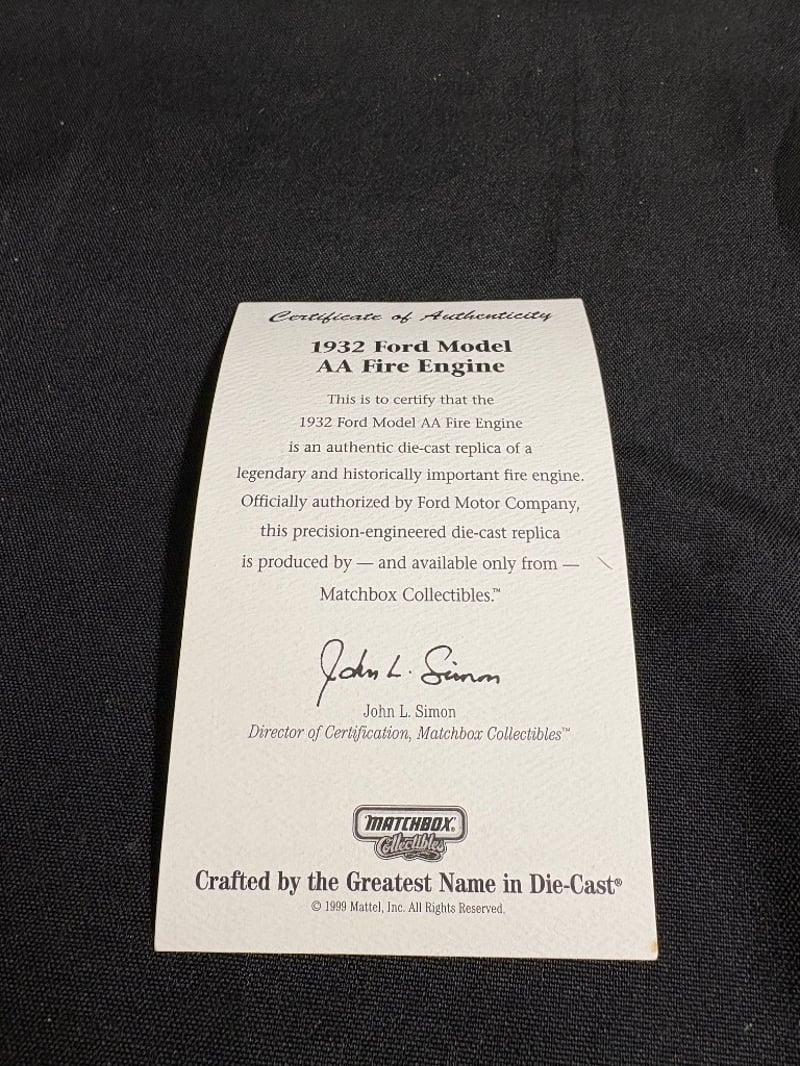 Certificate of Authenticity
1932 Ford Model
AA Fire Engine
This is to certify that the
1932 Ford Model AA Fire Engine
is an authentic die-cast replica of a
legendary and historically important fire engine.
Officially authorized by Ford Motor Company,
this precision-engineered die-cast replica
is produced by — and available only from —
Matchbox Collectibles.™
John L. Simon
John L. Simon
Director of Certification, Matchbox Collectibles™
MATCHBOX®
Collectibles
Crafted by the Greatest Name in Die-Cast®
© 1999 Mattel, Inc. All Rights Reserved.